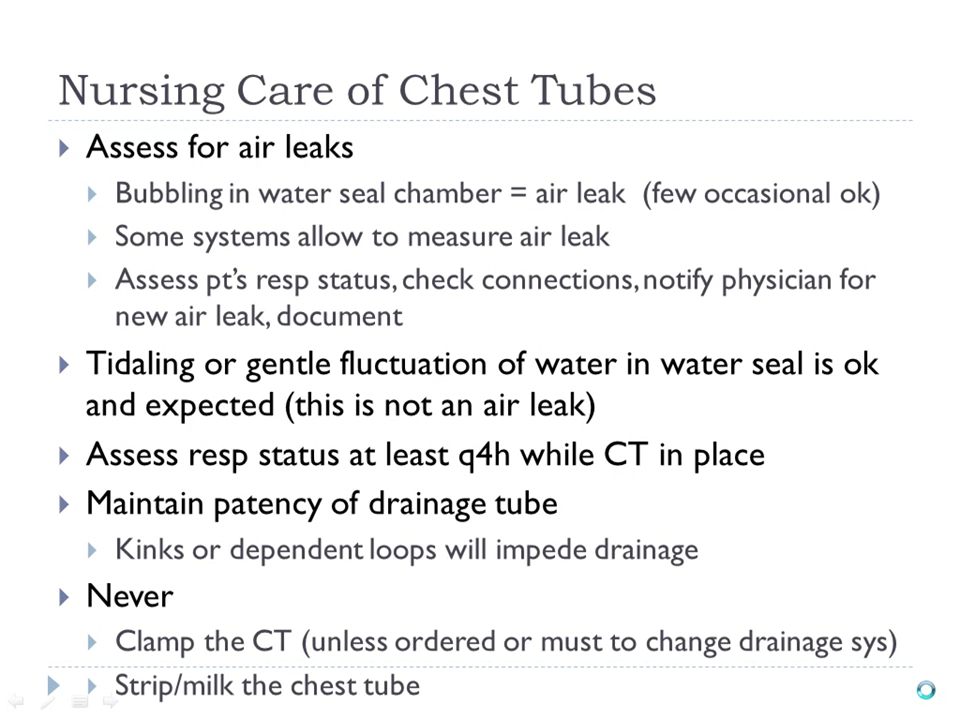 Nursing Care of Chest Tubes
Assess for air leaks
Bubbling in water seal chamber = air leak (few occasional ok)
Some systems allow to measure air leak
Assess pt's resp status, check connections, notify physician for
new air leak, document
Tidaling or gentle fluctuation of water in water seal is ok
and expected (this is not an air leak)
Assess resp status at least q4h while CT in place
Maintain patency of drainage tube
Kinks or dependent loops will impede drainage
Never
Clamp the CT (unless ordered or must to change drainage sys)
Strip/milk the chest tube